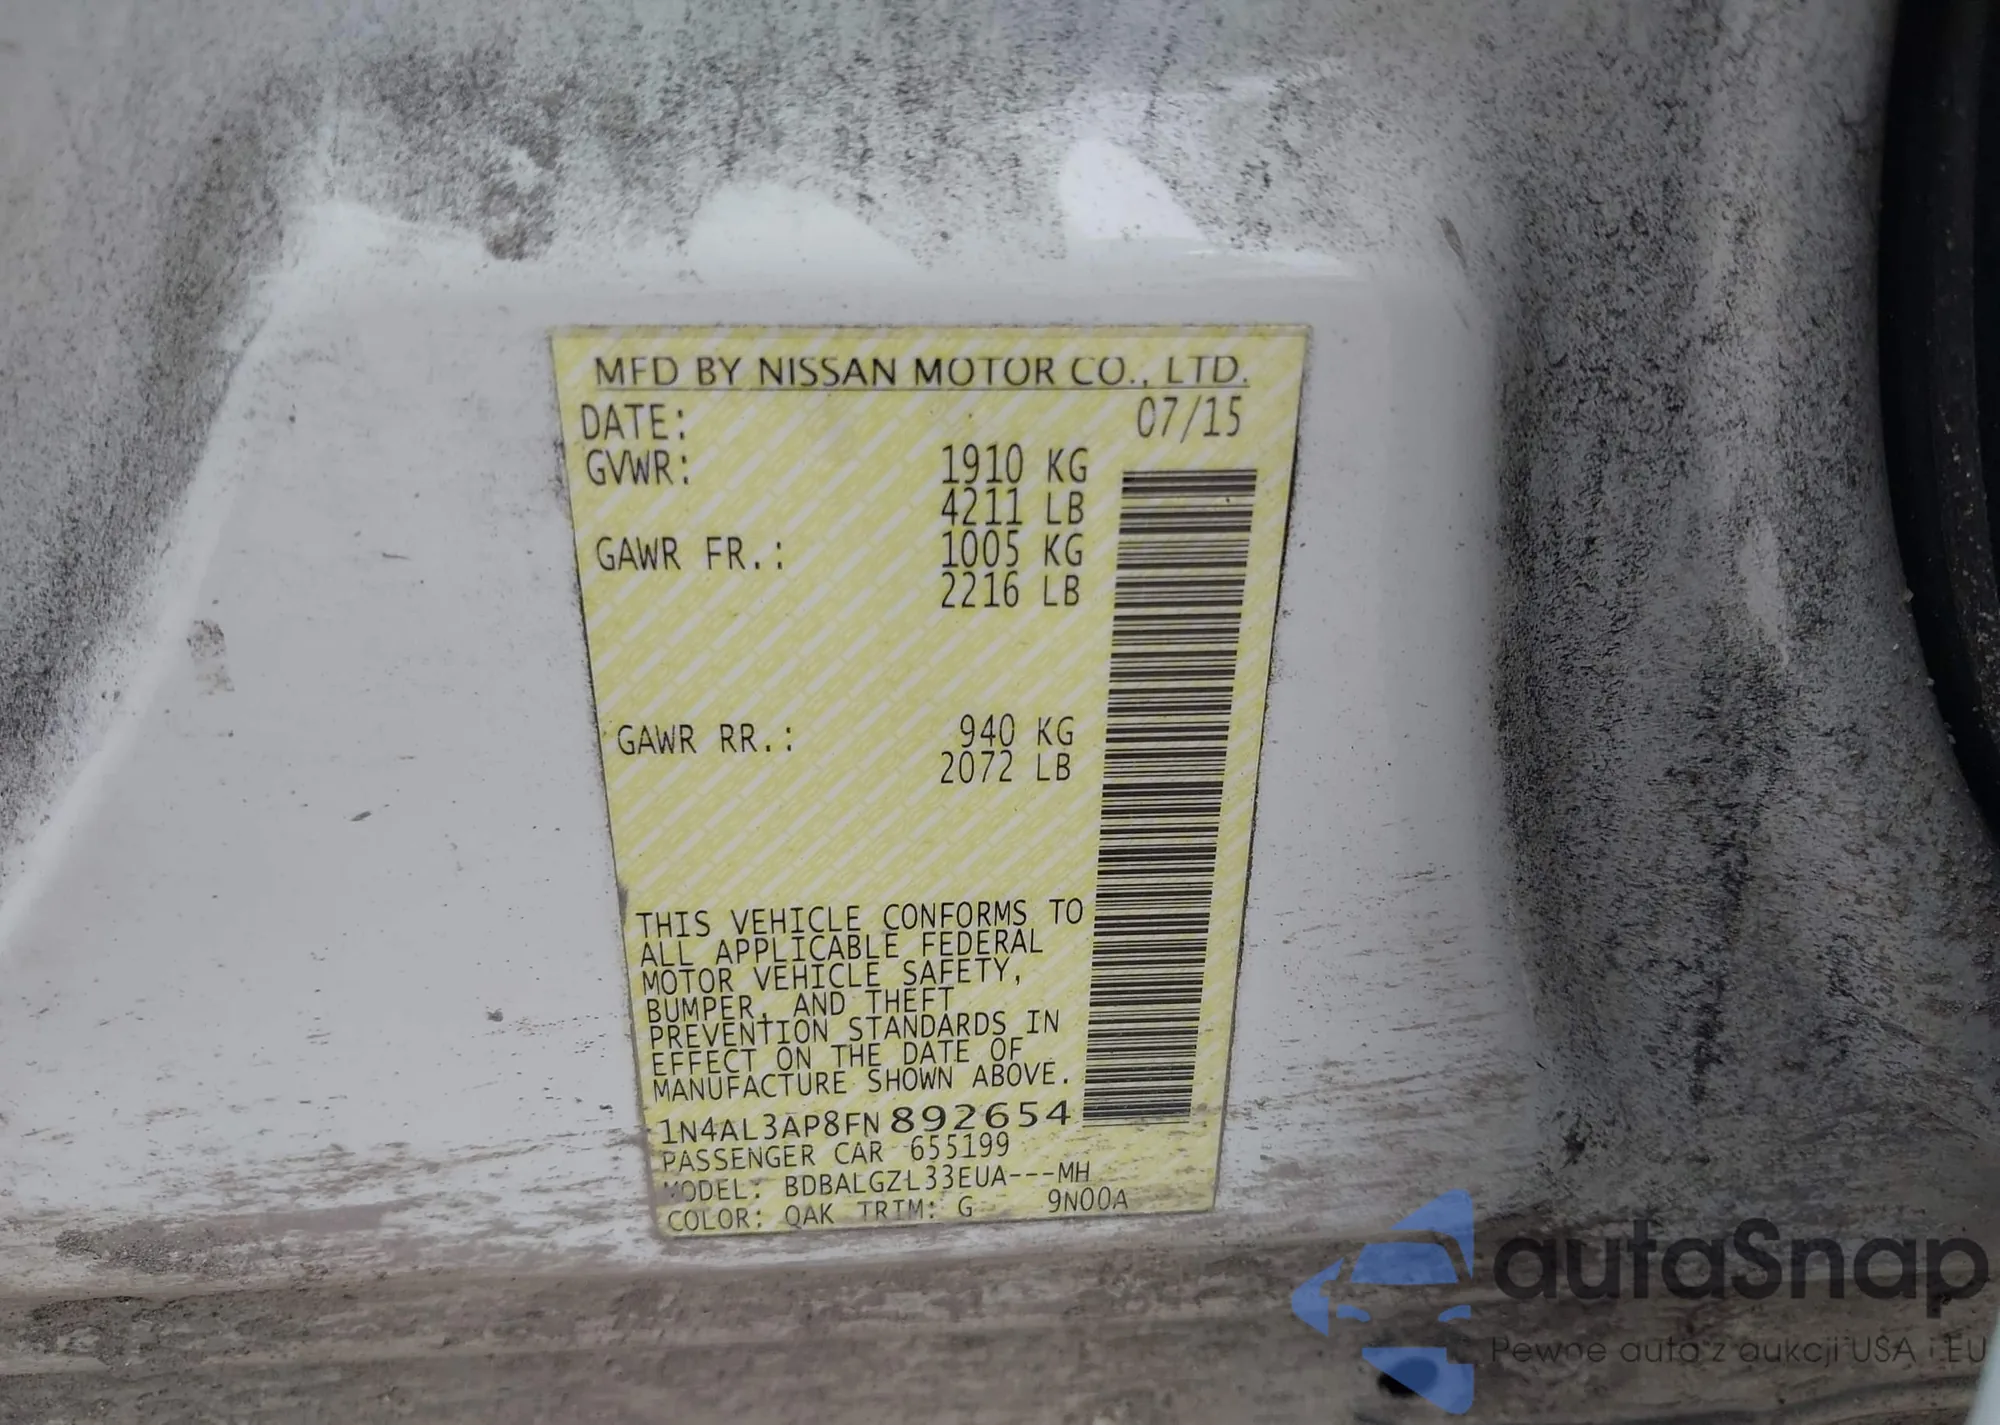 MFD BY NISSAN MOTOR CO., LTD.
DATE: 07/15
GVWR: 1910 KG
4211 LB
GAWR FR.: 1005 KG
2216 LB
GAWR RR.: 940 KG
2072 LB
THIS VEHICLE CONFORMS TO
ALL APPLICABLE FEDERAL
MOTOR VEHICLE SAFETY,
BUMPER, AND THEFT
PREVENTION STANDARDS IN
EFFECT ON THE DATE OF
MANUFACTURE SHOWN ABOVE.
1N4AL3AP8FN892654
PASSENGER CAR 655199
MODEL: BDBALGZL33EUA---MH
COLOR: QAK TRIM: G 9N00A
autaSnap
Pewne auta z aukcji USA i EU